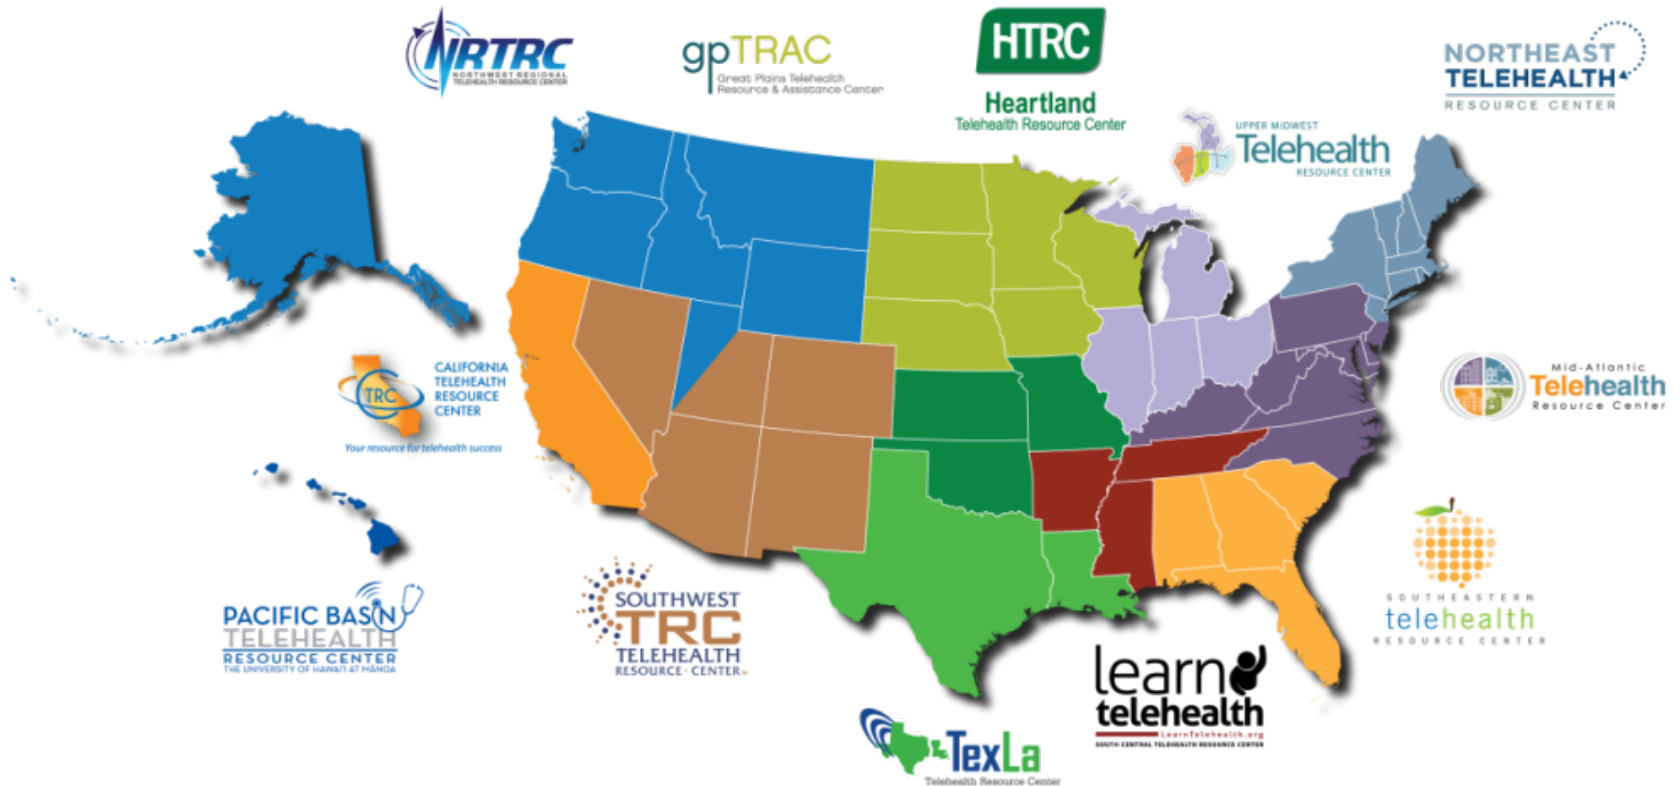 NRTRC
NORTHWEST REGIONAL
TELEHEALTH RESOURCE CENTER
gpTRAC
Great Plains Telehealth
Resource & Assistance Center
HTRC
Heartland
Telehealth Resource Center
NORTHEAST
TELEHEALTH
RESOURCE CENTER
UPPER MIDWEST
Telehealth
RESOURCE CENTER
TRC
CALIFORNIA
TELEHEALTH
RESOURCE
CENTER
Your resource for telehealth success
Mid-Atlantic
Telehealth
Resource Center
PACIFIC BASIN
TELEHEALTH
RESOURCE CENTER
THE UNIVERSITY OF HAWAI'I AT MĀNOA
SOUTHWEST
TRC
TELEHEALTH
RESOURCE · CENTER
SOUTHEASTERN
telehealth
RESOURCE CENTER
learn
telehealth
LearnTelehealth.org
SOUTH CENTRAL TELEHEALTH RESOURCE CENTER
TexLa
Telehealth Resource Center